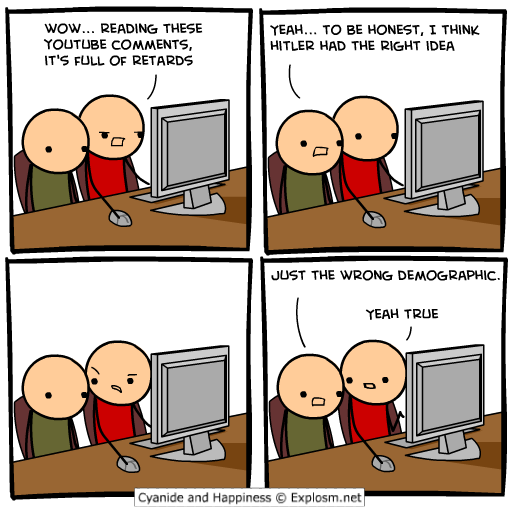 WOW... READING THESE
YOUTUBE COMMENTS,
IT'S FULL OF RETARDS
YEAH... TO BE HONEST, I THINK
HITLER HAD THE RIGHT IDEA
JUST THE WRONG DEMOGRAPHIC.
YEAH TRUE
Cyanide and Happiness © Explosm.net